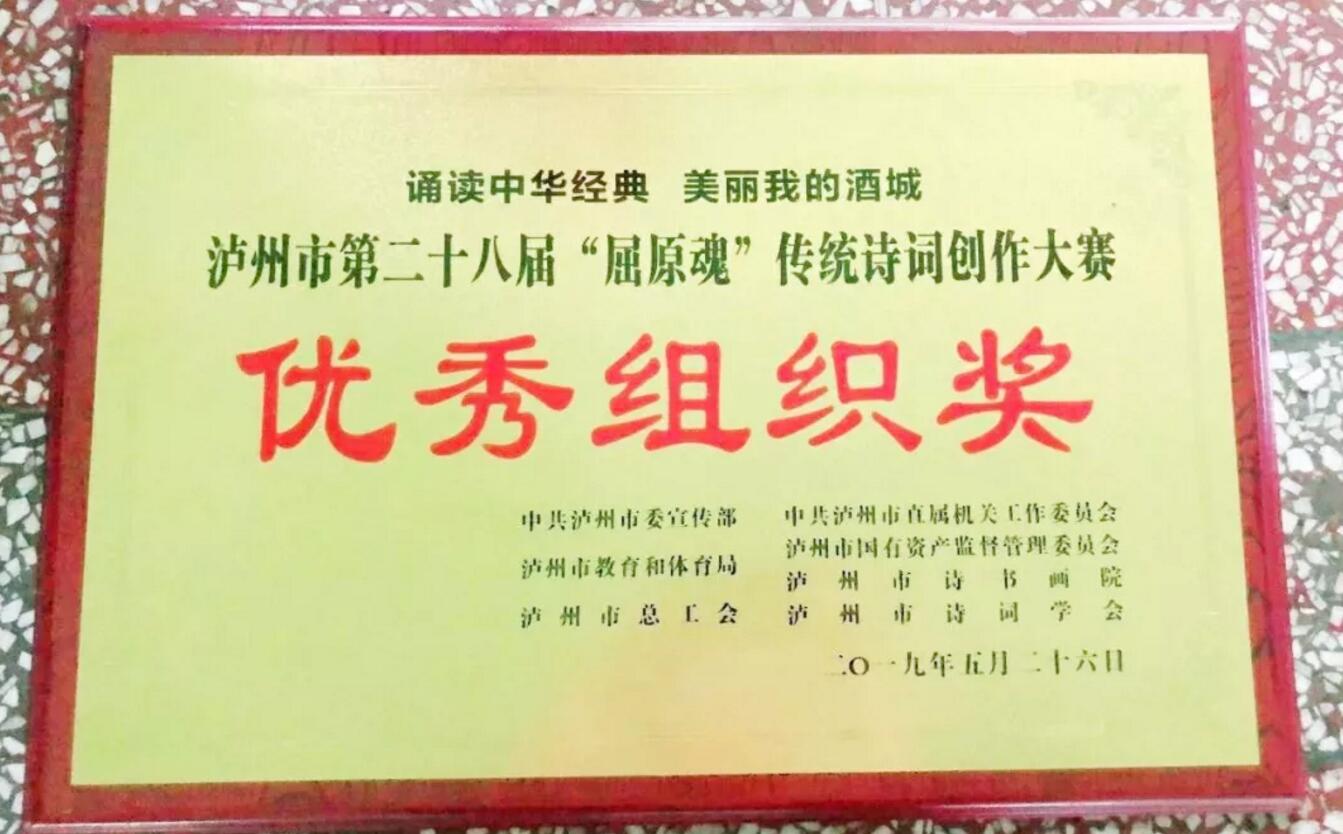 诵读中华经典 美丽我的酒城
泸州市第二十八届“屈原魂”传统诗词创作大赛
优秀组织奖
中共泸州市委宣传部
泸州市教育和体育局
泸州市总工会
中共泸州市直属机关工作委员会
泸州市国有资产监督管理委员会
泸州市诗书画院
泸州市诗词学会
二〇一九年五月二十六日